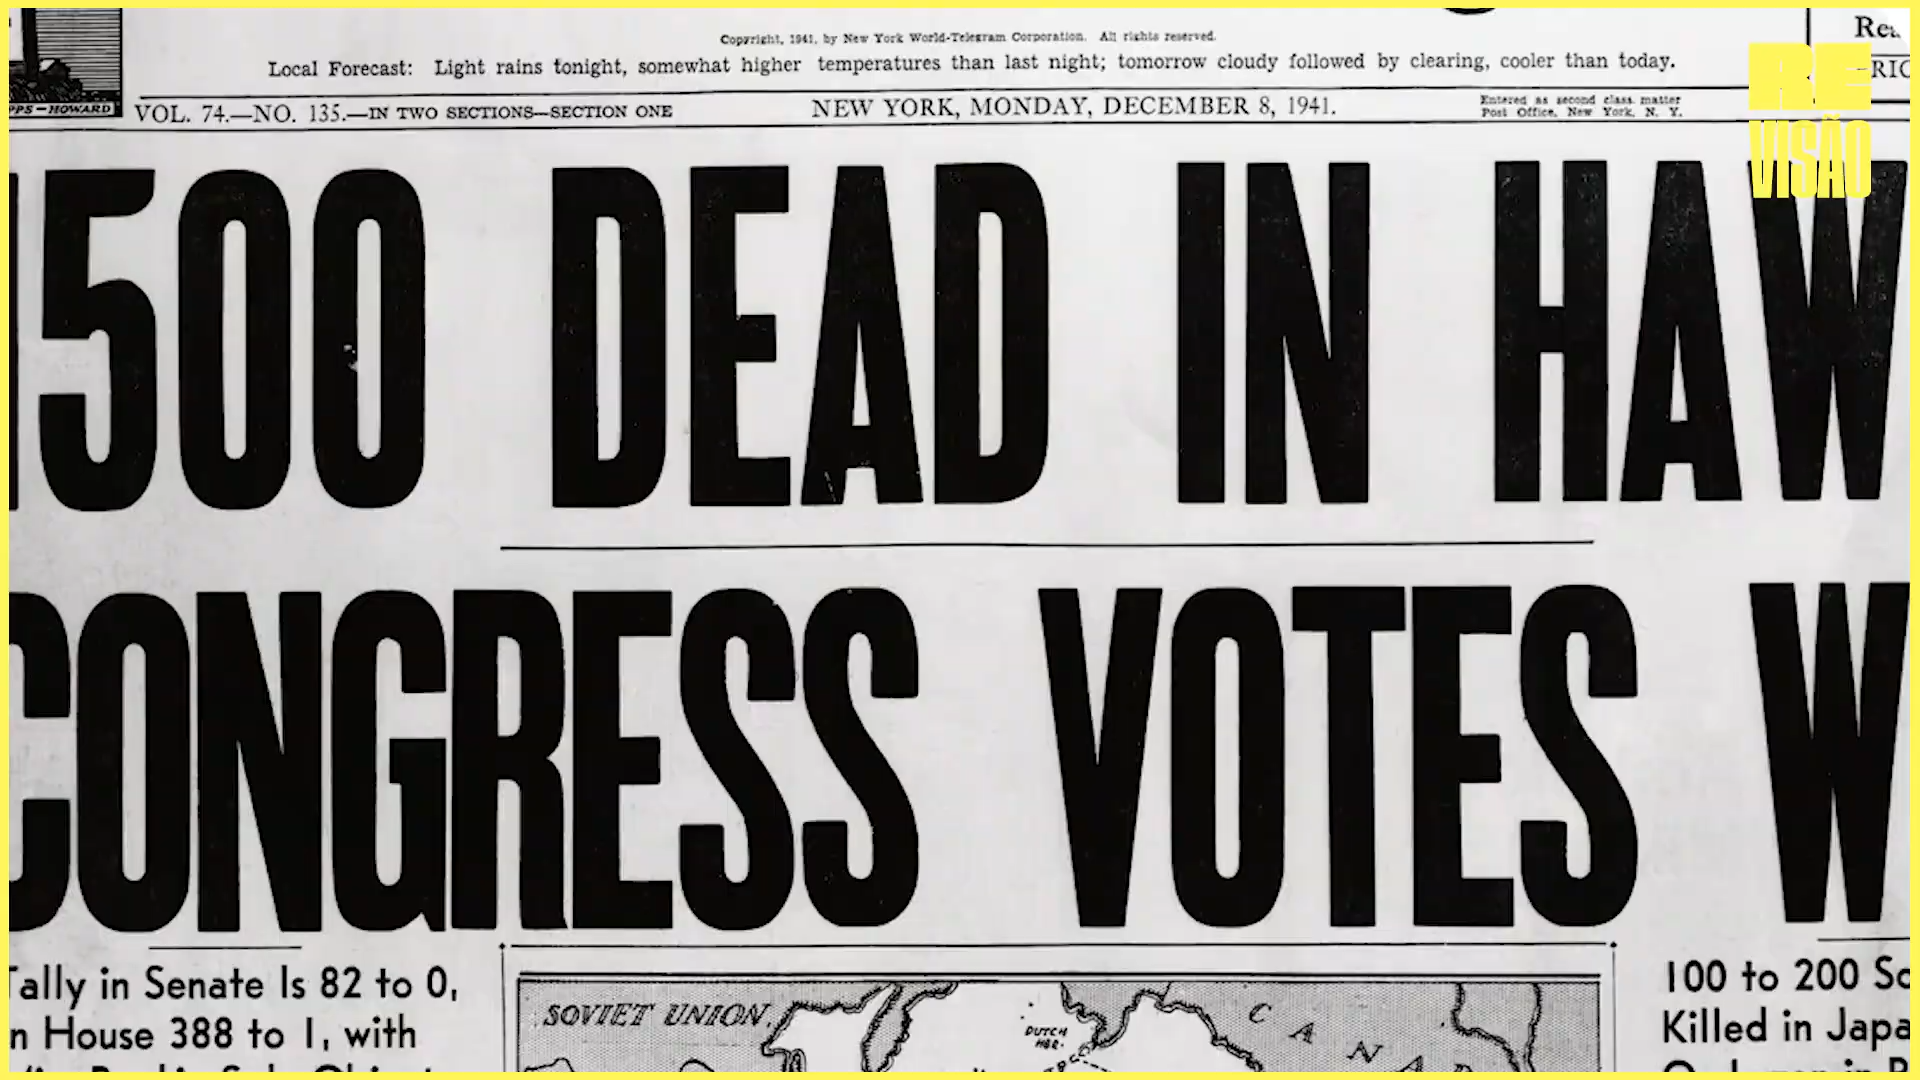 Copyright, 1941, by New York World-Telegram Corporation. All rights reserved.
Local Forecast: Light rains tonight, somewhat higher temperatures than last night; tomorrow cloudy followed by clearing, cooler than today.
PPS-HOWARD
VOL. 74.—NO. 135.—IN TWO SECTIONS—SECTION ONE
NEW YORK, MONDAY, DECEMBER 8, 1941.
Entered as second class matter
Post Office, New York, N. Y.
RE
VISÃO
1500 DEAD IN HAW
CONGRESS VOTES W
Tally in Senate Is 82 to 0,
n House 388 to 1, with
SOVIET UNION
DUTCH
HBR.
CANAD
100 to 200 So
Killed in Japa